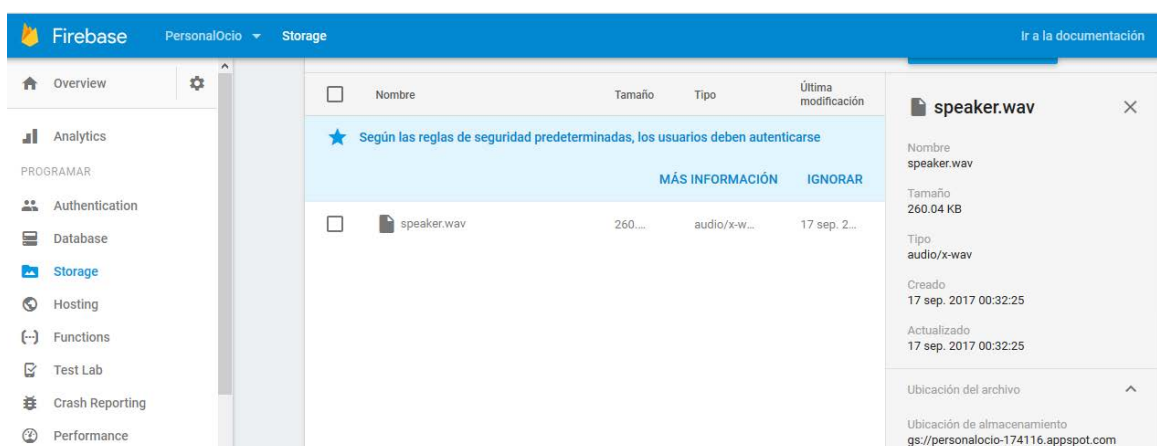 Firebase PersonalOcio Storage Ir a la documentación
Overview
Analytics
PROGRAMAR
Authentication
Database
Storage
Hosting
Functions
Test Lab
Crash Reporting
Performance
Nombre Tamaño Tipo Última modificación
Según las reglas de seguridad predeterminadas, los usuarios deben autenticarse
MÁS INFORMACIÓN IGNORAR
speaker.wav 260.... audio/x-w... 17 sep. 2...
speaker.wav
Nombre
speaker.wav
Tamaño
260.04 KB
Tipo
audio/x-wav
Creado
17 sep. 2017 00:32:25
Actualizado
17 sep. 2017 00:32:25
Ubicación del archivo
Ubicación de almacenamiento
gs://personalocio-174116.appspot.com